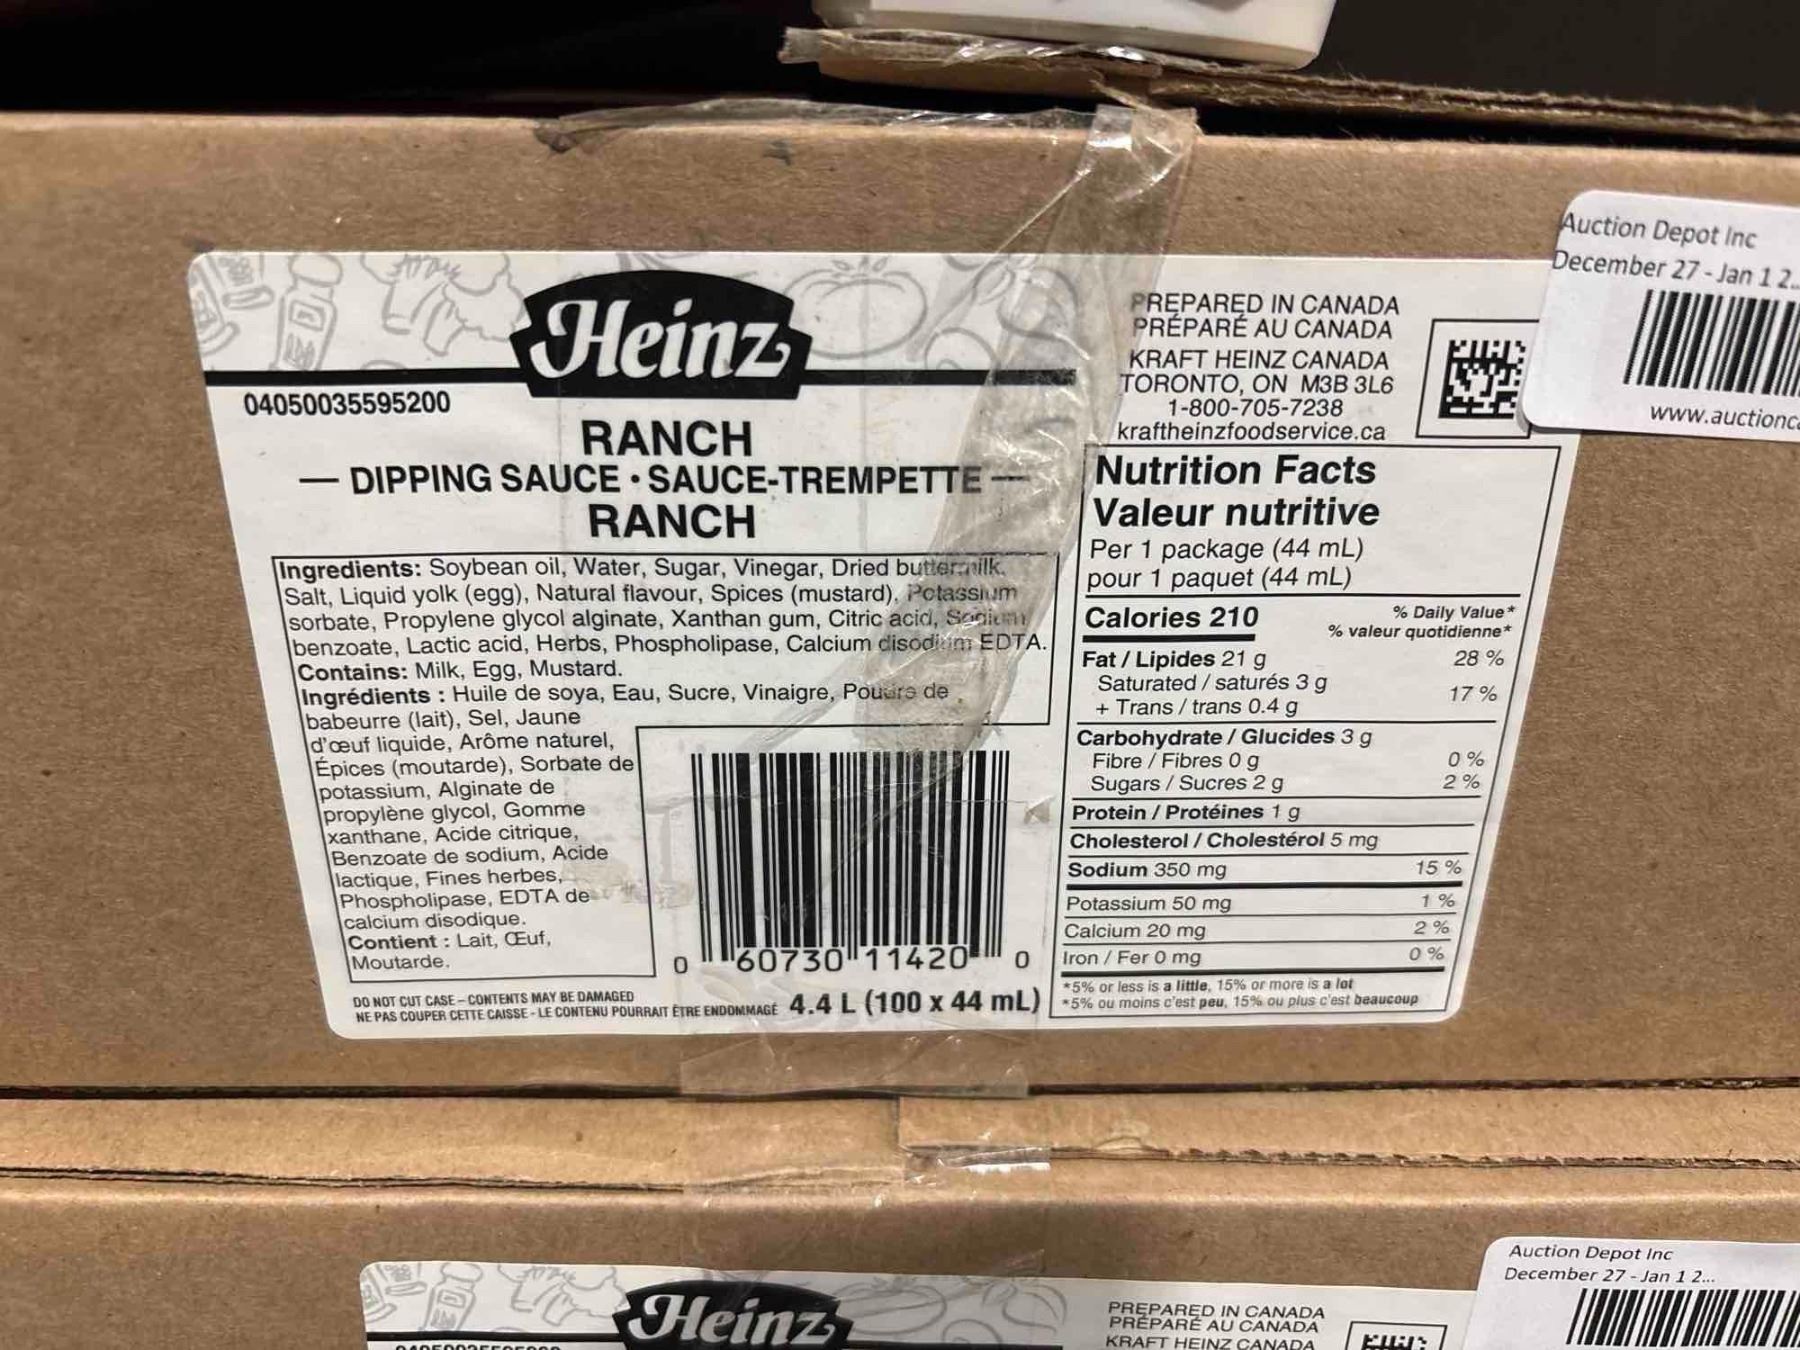 Auction Depot Inc
December 27 - Jan 1 2...
www.auctionc
Heinz
04050035595200
RANCH
— DIPPING SAUCE • SAUCE-TREMPETTE —
RANCH
Ingredients: Soybean oil, Water, Sugar, Vinegar, Dried buttermilk,
Salt, Liquid yolk (egg), Natural flavour, Spices (mustard), Potassium
sorbate, Propylene glycol alginate, Xanthan gum, Citric acid, Sodium
benzoate, Lactic acid, Herbs, Phospholipase, Calcium disodium EDTA.
Contains: Milk, Egg, Mustard.
Ingrédients : Huile de soya, Eau, Sucre, Vinaigre, Poudre de
babeurre (lait), Sel, Jaune
d'œuf liquide, Arôme naturel,
Épices (moutarde), Sorbate de
potassium, Alginate de
propylène glycol, Gomme
xanthane, Acide citrique,
Benzoate de sodium, Acide
lactique, Fines herbes,
Phospholipase, EDTA de
calcium disodique.
Contient : Lait, Œuf,
Moutarde.
0 60730 11420 0
DO NOT CUT CASE – CONTENTS MAY BE DAMAGED
NE PAS COUPER CETTE CAISSE - LE CONTENU POURRAIT ÊTRE ENDOMMAGÉ
4.4 L (100 x 44 mL)
PREPARED IN CANADA
PRÉPARÉ AU CANADA
KRAFT HEINZ CANADA
TORONTO, ON M3B 3L6
1-800-705-7238
kraftheinzfoodservice.ca
Nutrition Facts
Valeur nutritive
Per 1 package (44 mL)
pour 1 paquet (44 mL)
Calories 210
% Daily Value*
% valeur quotidienne*
Fat / Lipides 21 g 28 %
Saturated / saturés 3 g
+ Trans / trans 0.4 g 17 %
Carbohydrate / Glucides 3 g
Fibre / Fibres 0 g 0 %
Sugars / Sucres 2 g 2 %
Protein / Protéines 1 g
Cholesterol / Cholestérol 5 mg
Sodium 350 mg 15 %
Potassium 50 mg 1 %
Calcium 20 mg 2 %
Iron / Fer 0 mg 0 %
*5% or less is a little, 15% or more is a lot
*5% ou moins c'est peu, 15% ou plus c'est beaucoup
Heinz
PREPARED IN CANADA
PRÉPARÉ AU CANADA
KRAFT HEINZ CANADA
Auction Depot Inc
December 27 - Jan 1 2...